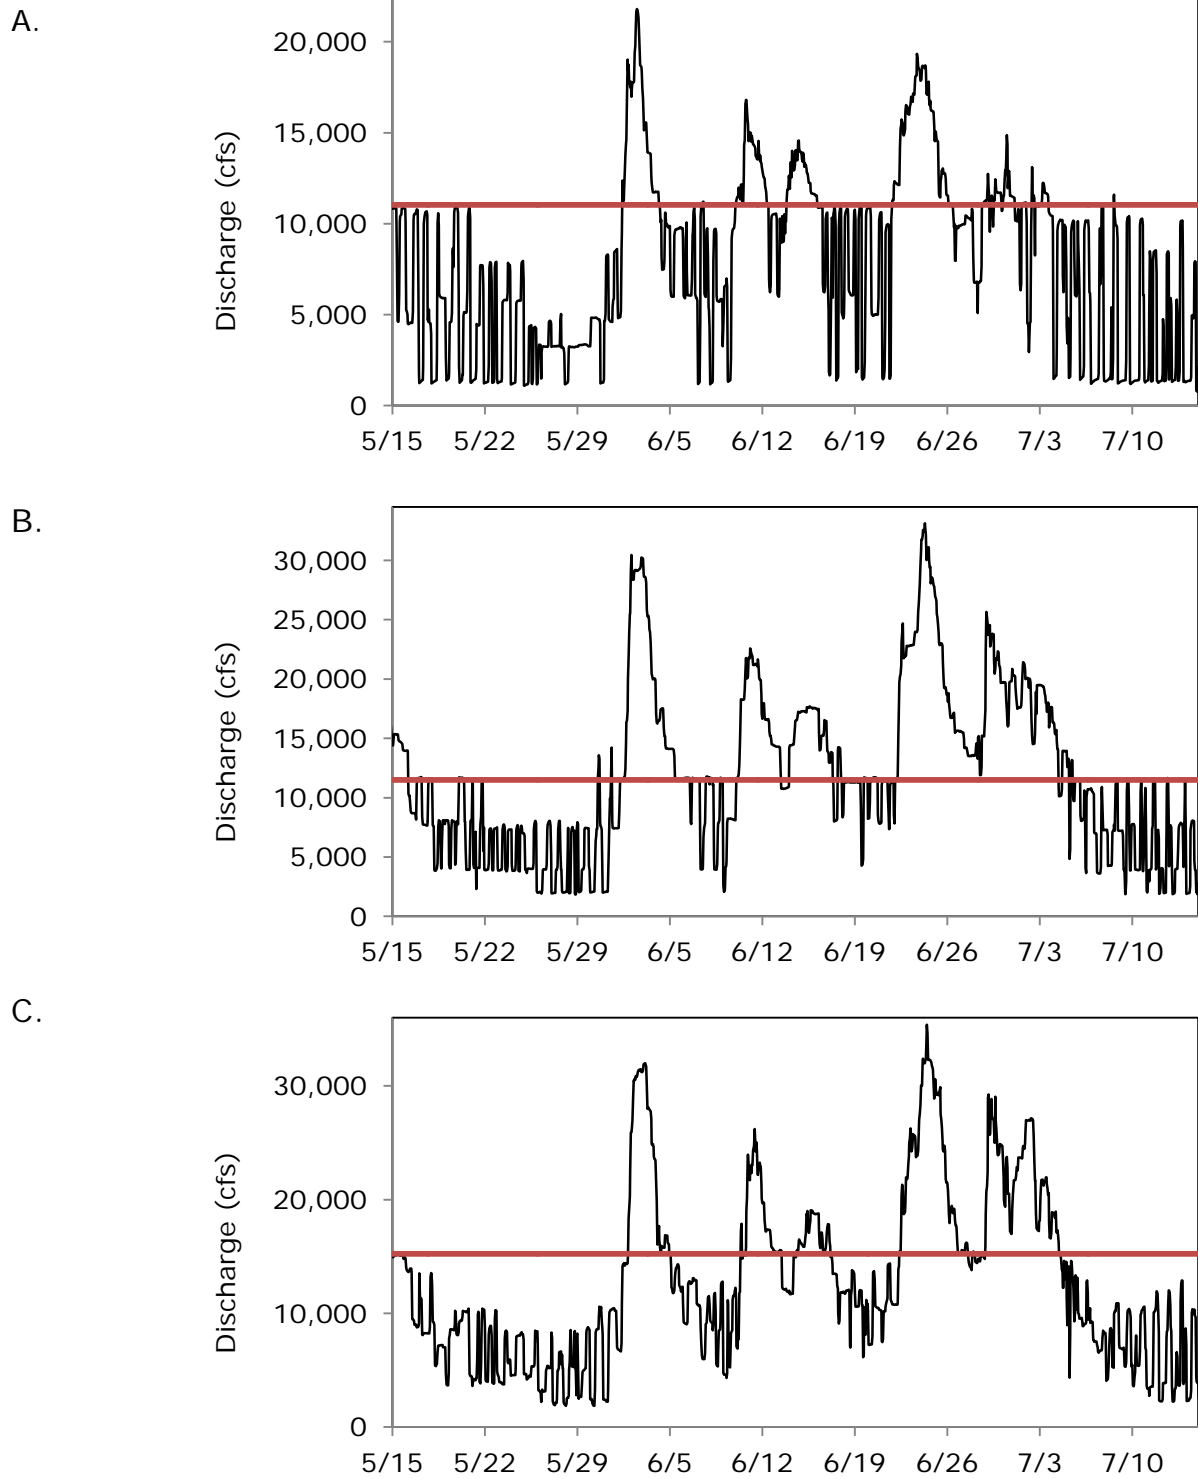 A.
Discharge (cfs)
20,000
15,000
10,000
5,000
0
5/15 5/22 5/29 6/5 6/12 6/19 6/26 7/3 7/10
B.
Discharge (cfs)
30,000
25,000
20,000
15,000
10,000
5,000
0
5/15 5/22 5/29 6/5 6/12 6/19 6/26 7/3 7/10
C.
Discharge (cfs)
30,000
20,000
10,000
0
5/15 5/22 5/29 6/5 6/12 6/19 6/26 7/3 7/10